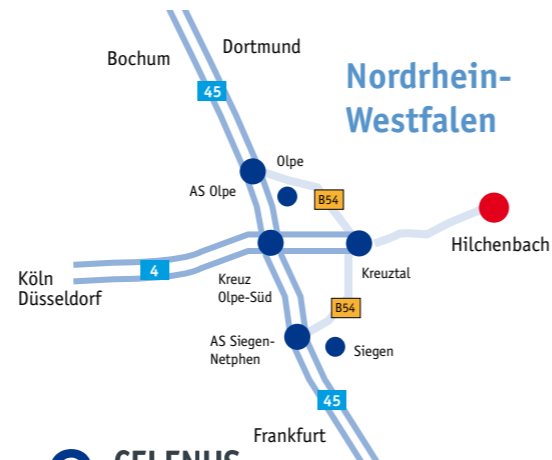 Dortmund
Bochum
45
Nordrhein-
Westfalen
Olpe
AS Olpe
B54
Hilchenbach
Kreuztal
4
Köln
Düsseldorf
Kreuz
Olpe-Süd
B54
AS Siegen-
Netphen
Siegen
45
Frankfurt
CELENUS